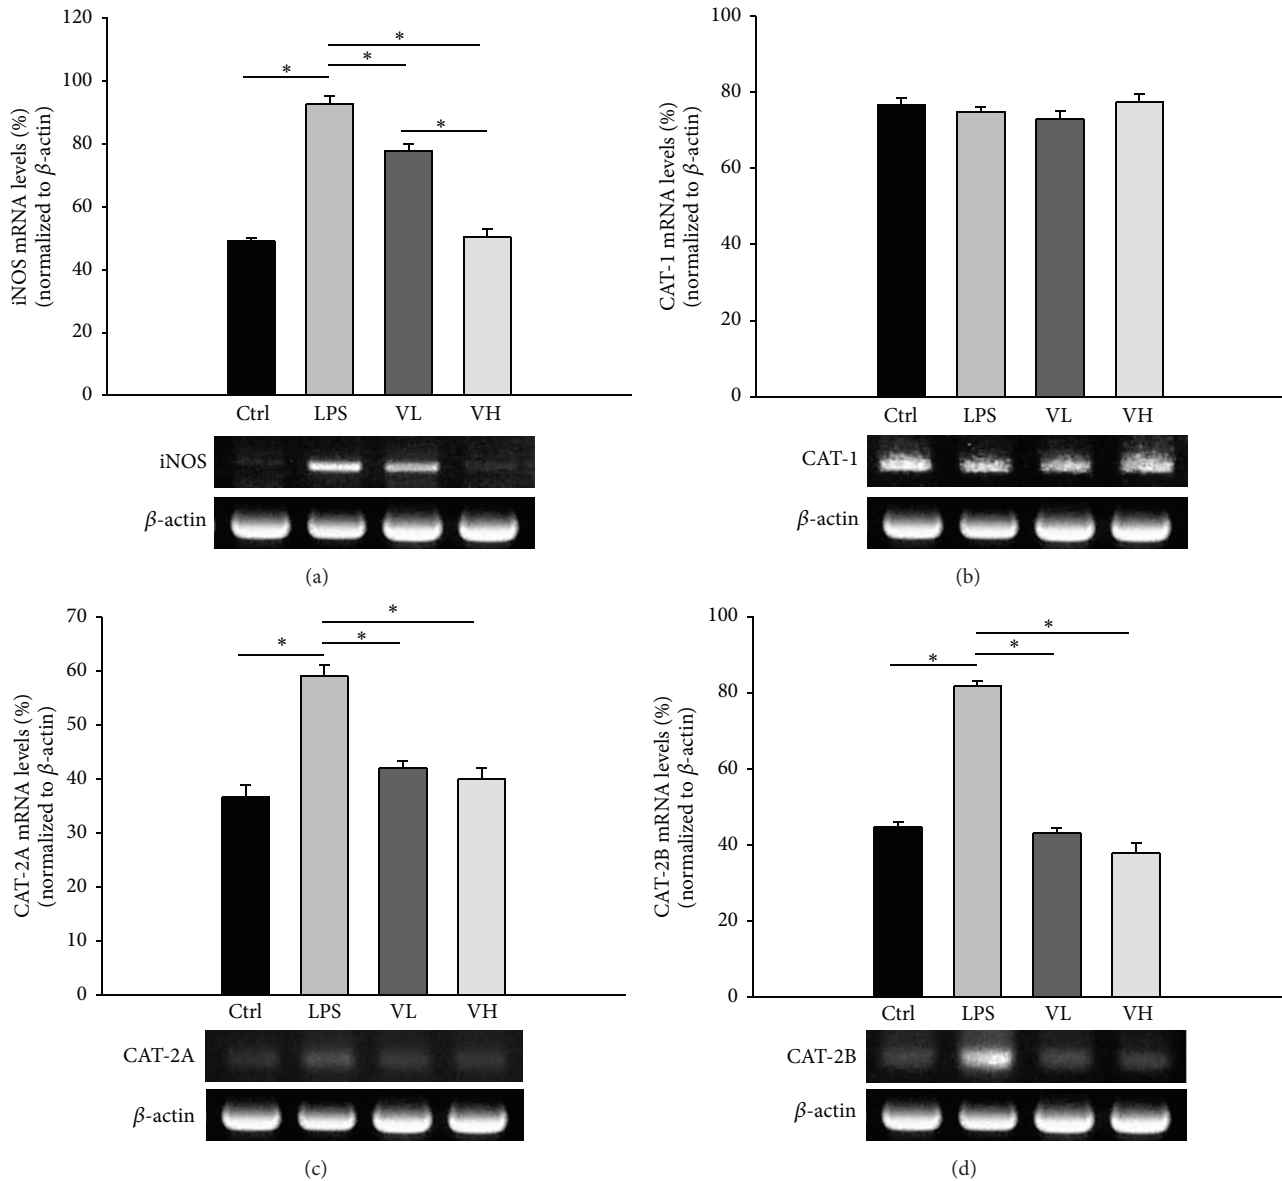 iNOS mRNA levels (%)
(normalized to β-actin)
120
100
80
60
40
20
0
* * * *
Ctrl LPS VL VH
iNOS
β-actin
(a)
CAT-1 mRNA levels (%)
(normalized to β-actin)
100
80
60
40
20
0
Ctrl LPS VL VH
CAT-1
β-actin
(b)
CAT-2A mRNA levels (%)
(normalized to β-actin)
70
60
50
40
30
20
10
0
* * *
Ctrl LPS VL VH
CAT-2A
β-actin
(c)
CAT-2B mRNA levels (%)
(normalized to β-actin)
100
80
60
40
20
0
* * *
Ctrl LPS VL VH
CAT-2B
β-actin
(d)